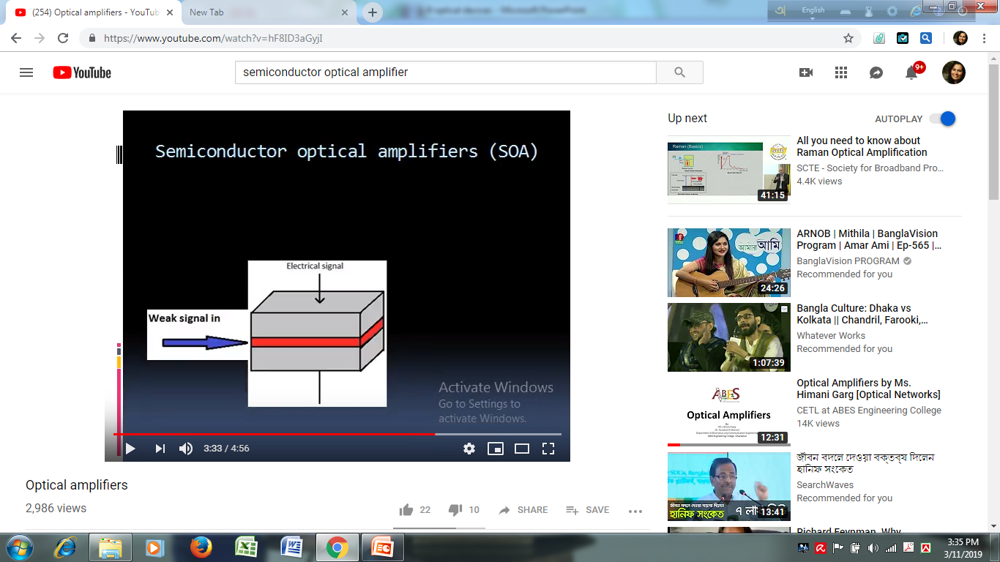 (254) Optical amplifiers - YouTub
New Tab
English
https://www.youtube.com/watch?v=hF8ID3aGyjI
YouTube
semiconductor optical amplifier
9+
Semiconductor optical amplifiers (SOA)
Electrical signal
Weak signal in
Activate Windows
Go to Settings to
activate Windows.
3:33 / 4:56
Optical amplifiers
2,986 views
22
10
SHARE
SAVE
Up next
AUTOPLAY
Raman (Basics)
41:15
All you need to know about
Raman Optical Amplification
SCTE - Society for Broadband Pro...
4.4K views
আমার আমি
24:26
ARNOB | Mithila | BanglaVision
Program | Amar Ami | Ep-565 |...
BanglaVision PROGRAM
Recommended for you
1:07:39
Bangla Culture: Dhaka vs
Kolkata || Chandril, Farooki,...
Whatever Works
Recommended for you
ABES
Optical Amplifiers
12:31
Optical Amplifiers by Ms.
Himani Garg [Optical Networks]
CETL at ABES Engineering College
14K views
জীবন বদলে দেওয়া বক্তব্য দিলেন
হানিফ সংকেত
13:41
জীবন বদলে দেওয়া বক্তব্ষ দিলেন
হানিফ সংকেত
SearchWaves
Recommended for you
Richard Feynman. Why
3:35 PM
3/11/2019